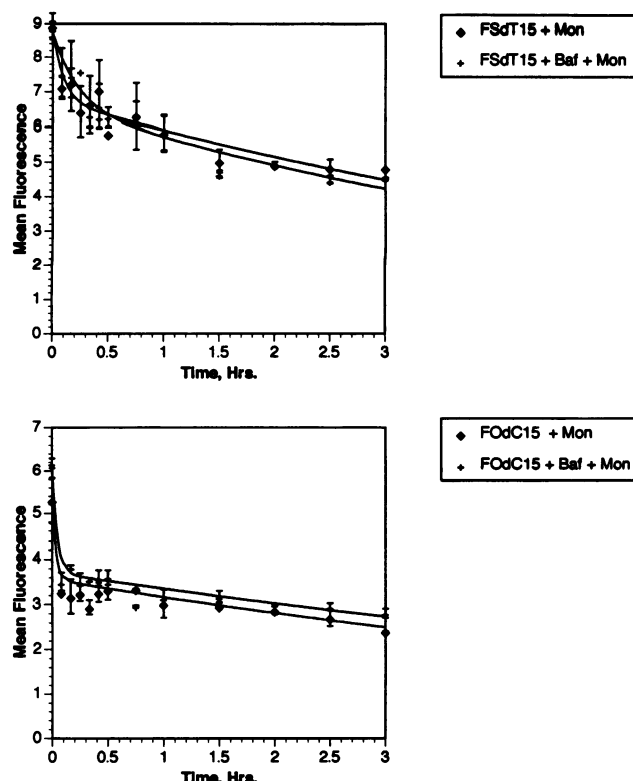 9
8
7
6
5
4
3
2
1
0
Mean Fluorescence
0 0.5 1 1.5 2 2.5 3
Time, Hrs.
FSdT15 + Mon
FSdT15 + Baf + Mon
7
6
5
4
3
2
1
0
Mean Fluorescence
0 0.5 1 1.5 2 2.5 3
Time, Hrs.
FOdC15 + Mon
FOdC15 + Baf + Mon